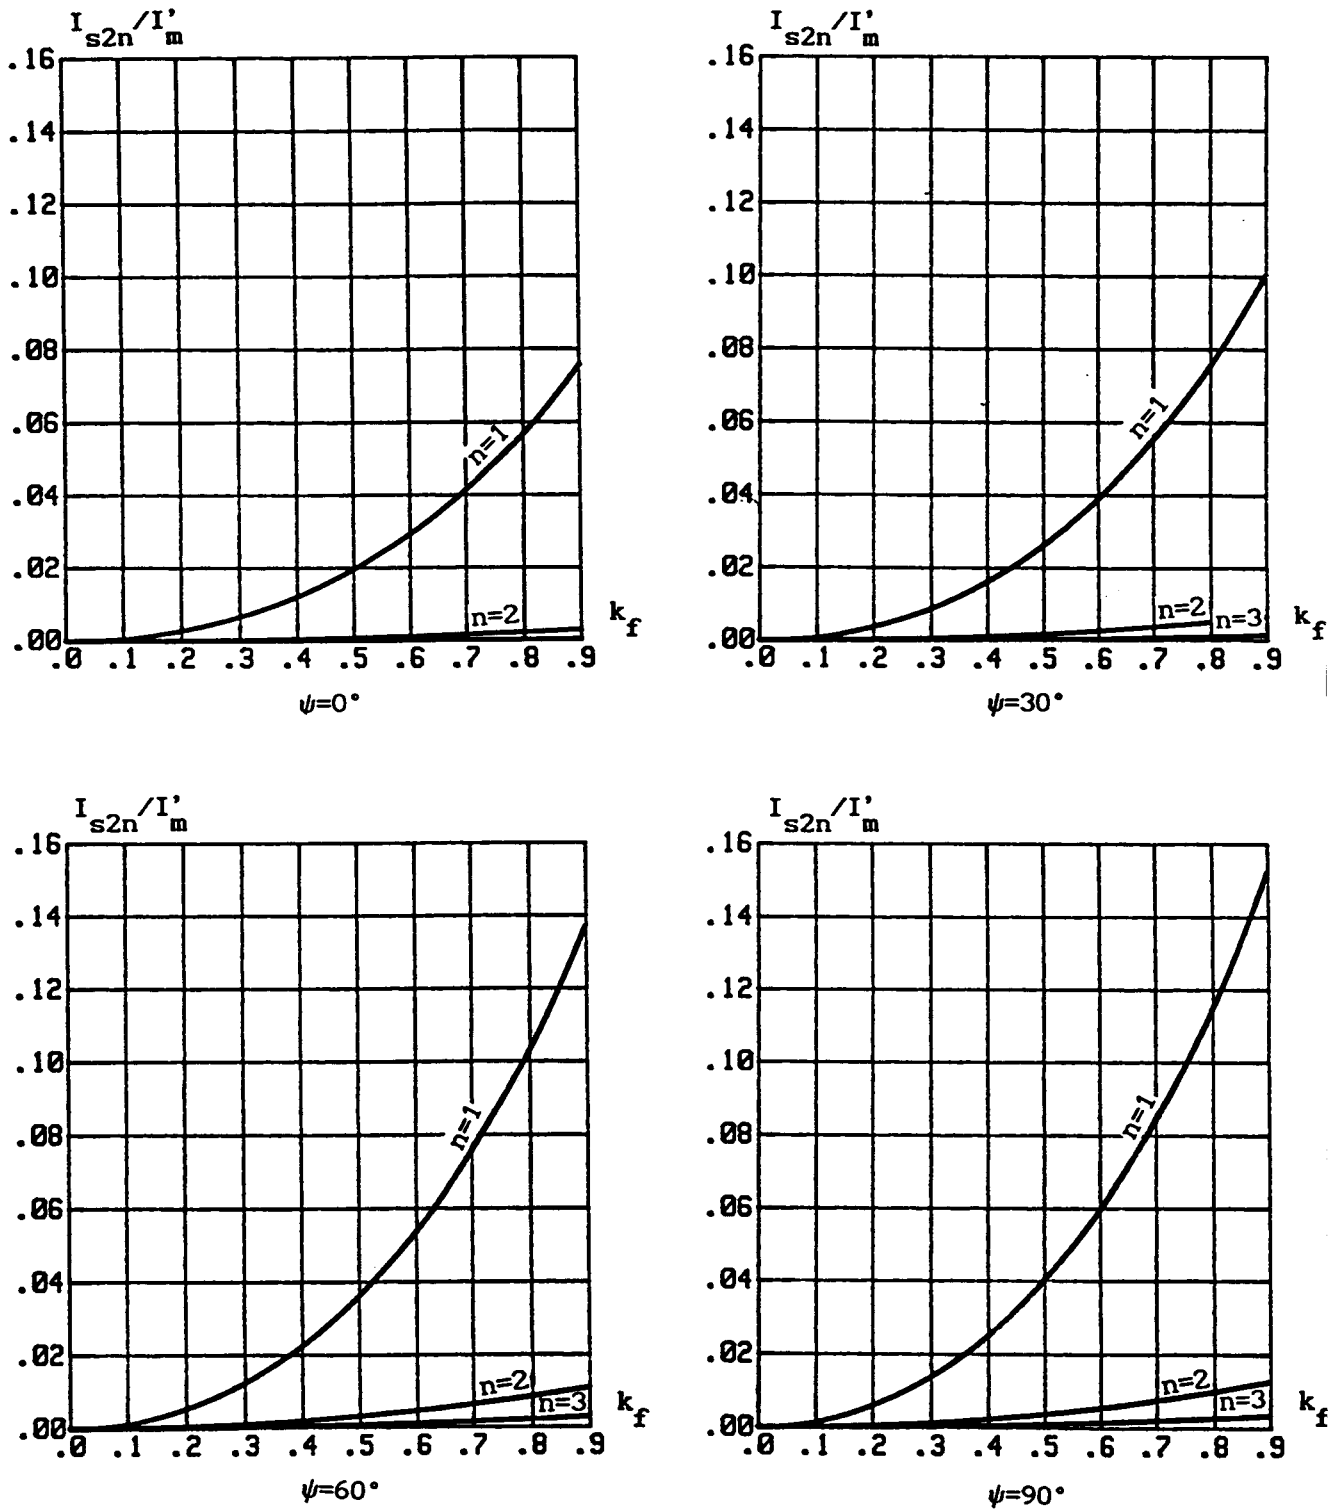 I_s2n/I'_m
.16
.14
.12
.10
.08
.06
.04
.02
.00
n=1
n=2
k_f
.0 .1 .2 .3 .4 .5 .6 .7 .8 .9
ψ=0°
I_s2n/I'_m
.16
.14
.12
.10
.08
.06
.04
.02
.00
n=1
n=2
n=3
k_f
.0 .1 .2 .3 .4 .5 .6 .7 .8 .9
ψ=30°
I_s2n/I'_m
.16
.14
.12
.10
.08
.06
.04
.02
.00
n=1
n=2
n=3
k_f
.0 .1 .2 .3 .4 .5 .6 .7 .8 .9
ψ=60°
I_s2n/I'_m
.16
.14
.12
.10
.08
.06
.04
.02
.00
n=1
n=2
n=3
k_f
.0 .1 .2 .3 .4 .5 .6 .7 .8 .9
ψ=90°